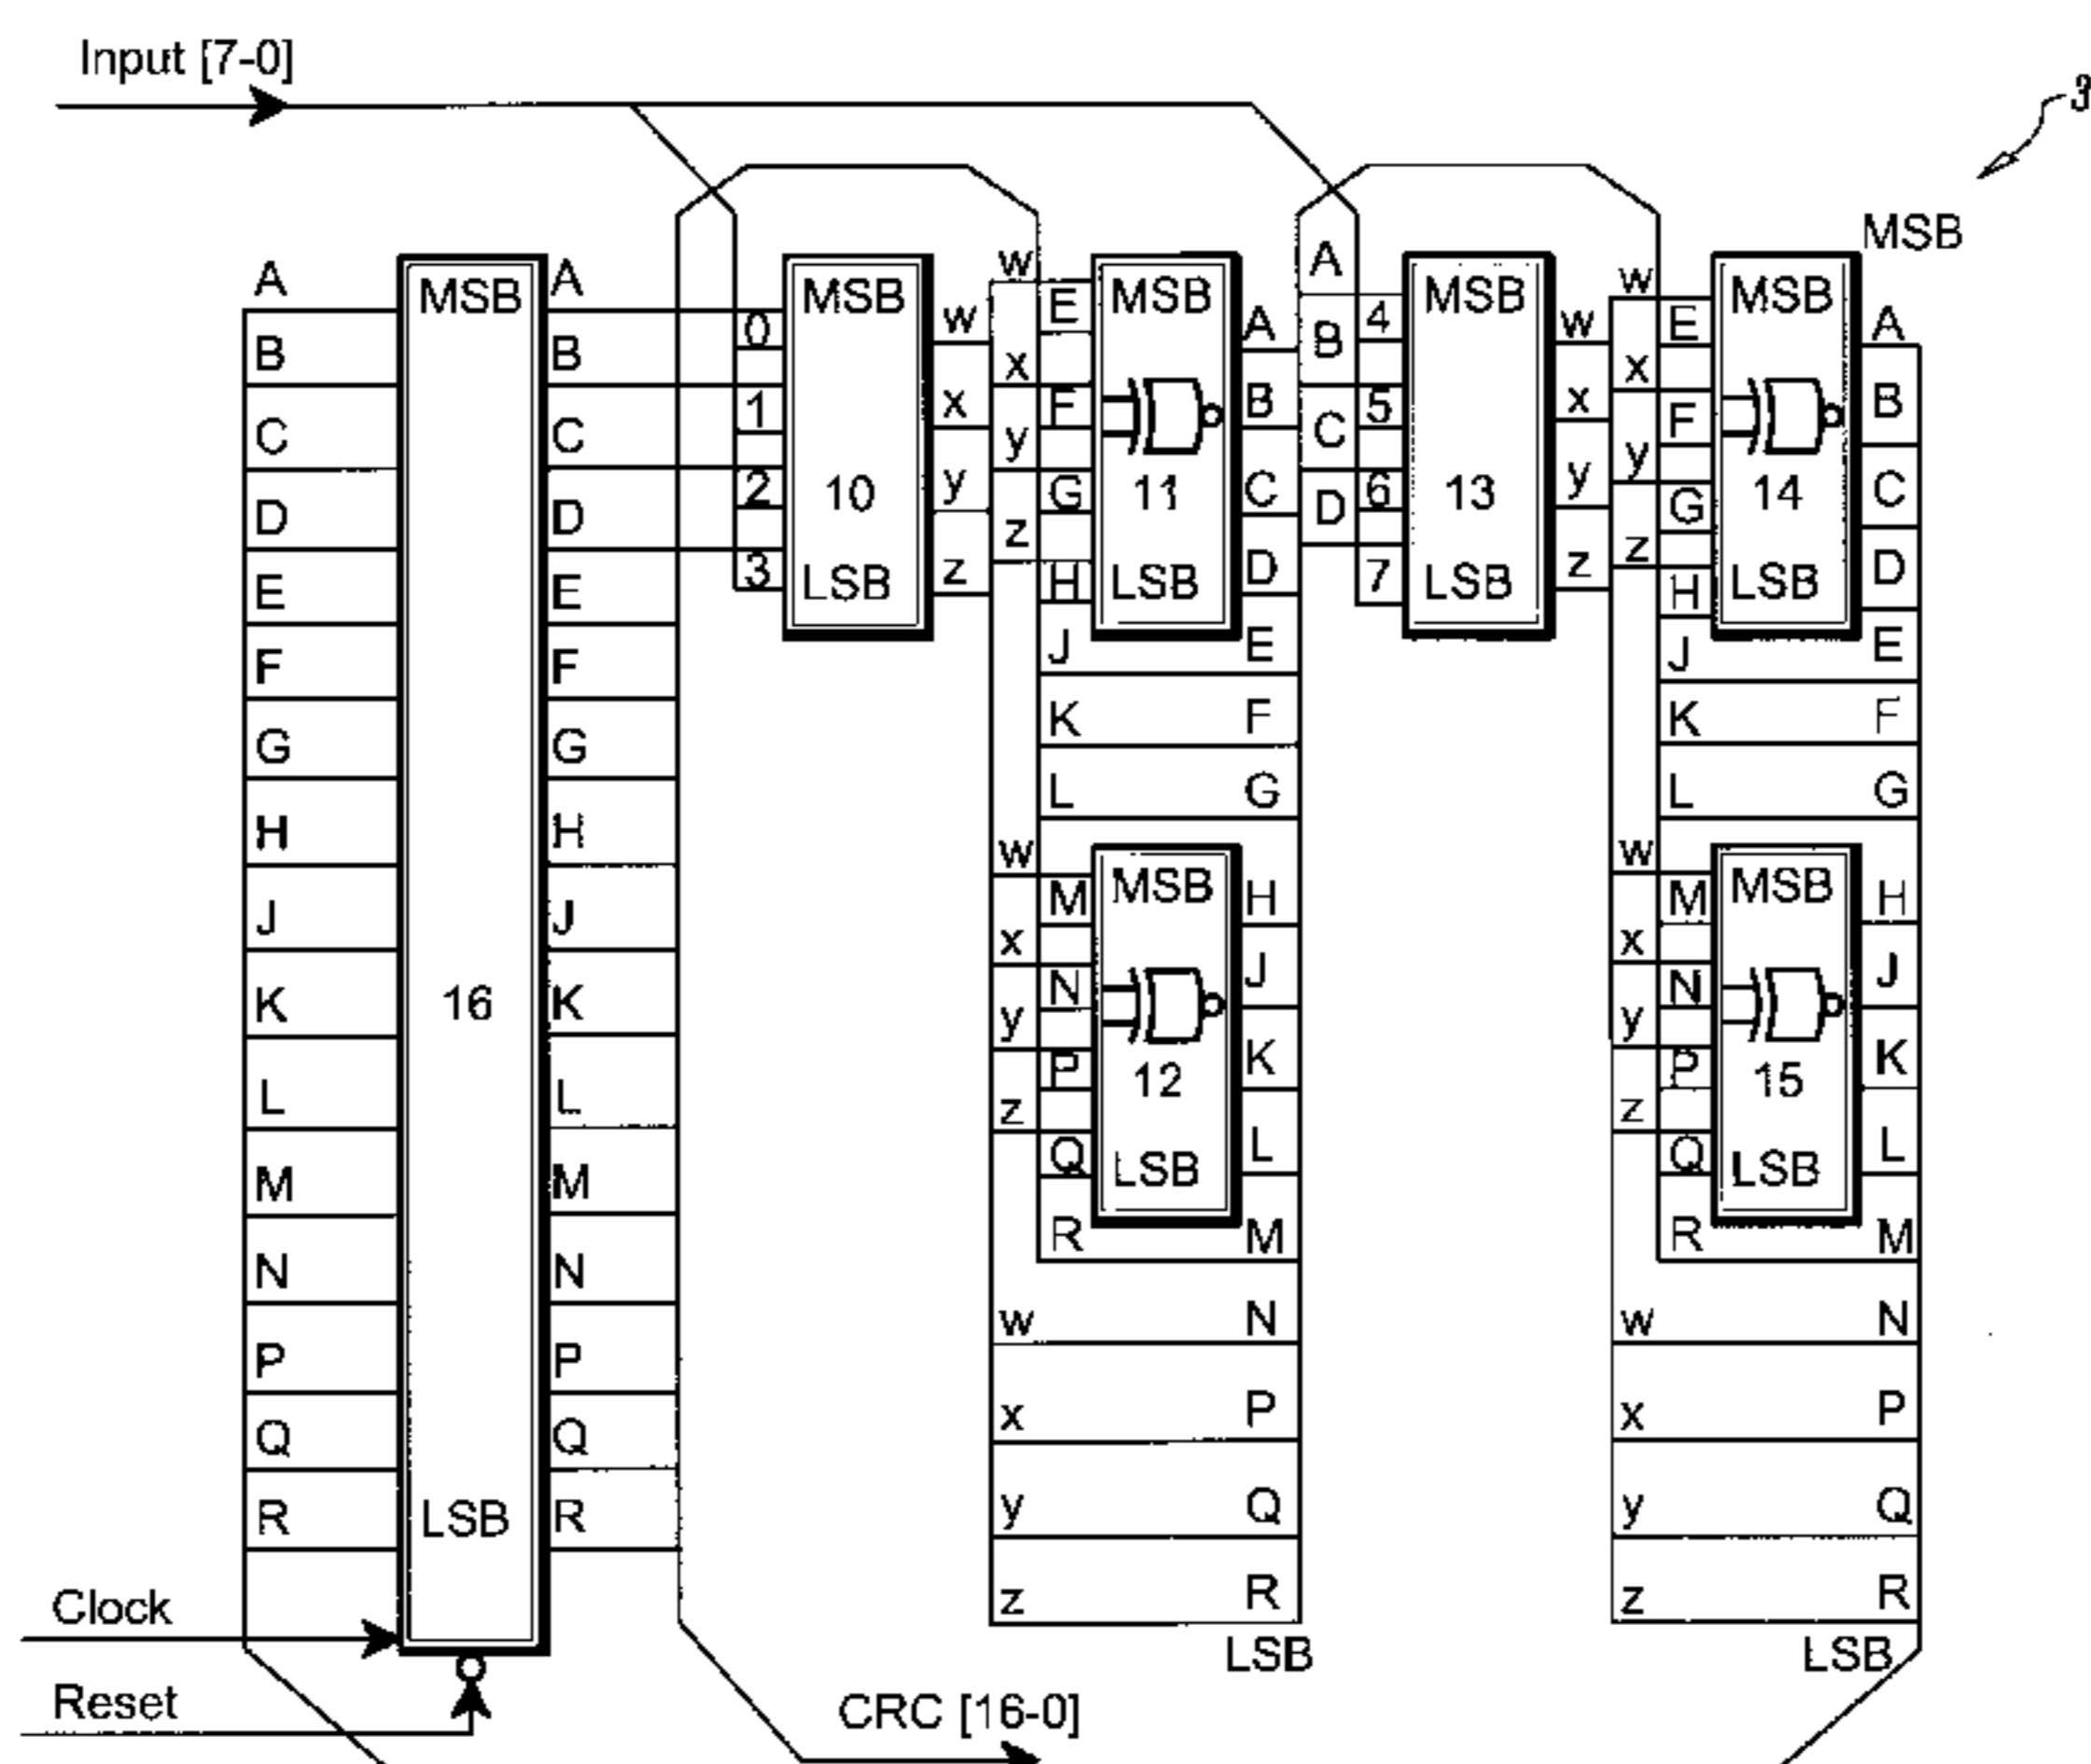 Input [7-0]
3
MSB
A
B
C
D
E
F
G
H
J
K
L
M
N
P
Q
R
MSB
16
LSB
A
B
C
D
E
F
G
H
J
K
L
M
N
P
Q
R
0
1
2
3
MSB
10
LSB
w
x
y
z
w
x
y
z
E
F
G
H
J
K
L
MSB
11
LSB
A
B
C
D
E
F
G
w
x
y
z
M
N
P
Q
R
MSB
12
LSB
H
J
K
L
M
w
x
y
z
N
P
Q
R
LSB
A
B
C
D
4
5
6
7
MSB
13
LSB
w
x
y
z
w
x
y
z
E
F
G
H
J
K
L
MSB
14
LSB
A
B
C
D
E
F
G
w
x
y
z
M
N
P
Q
R
MSB
15
LSB
H
J
K
L
M
w
x
y
z
N
P
Q
R
LSB
Clock
Reset
CRC [16-0]